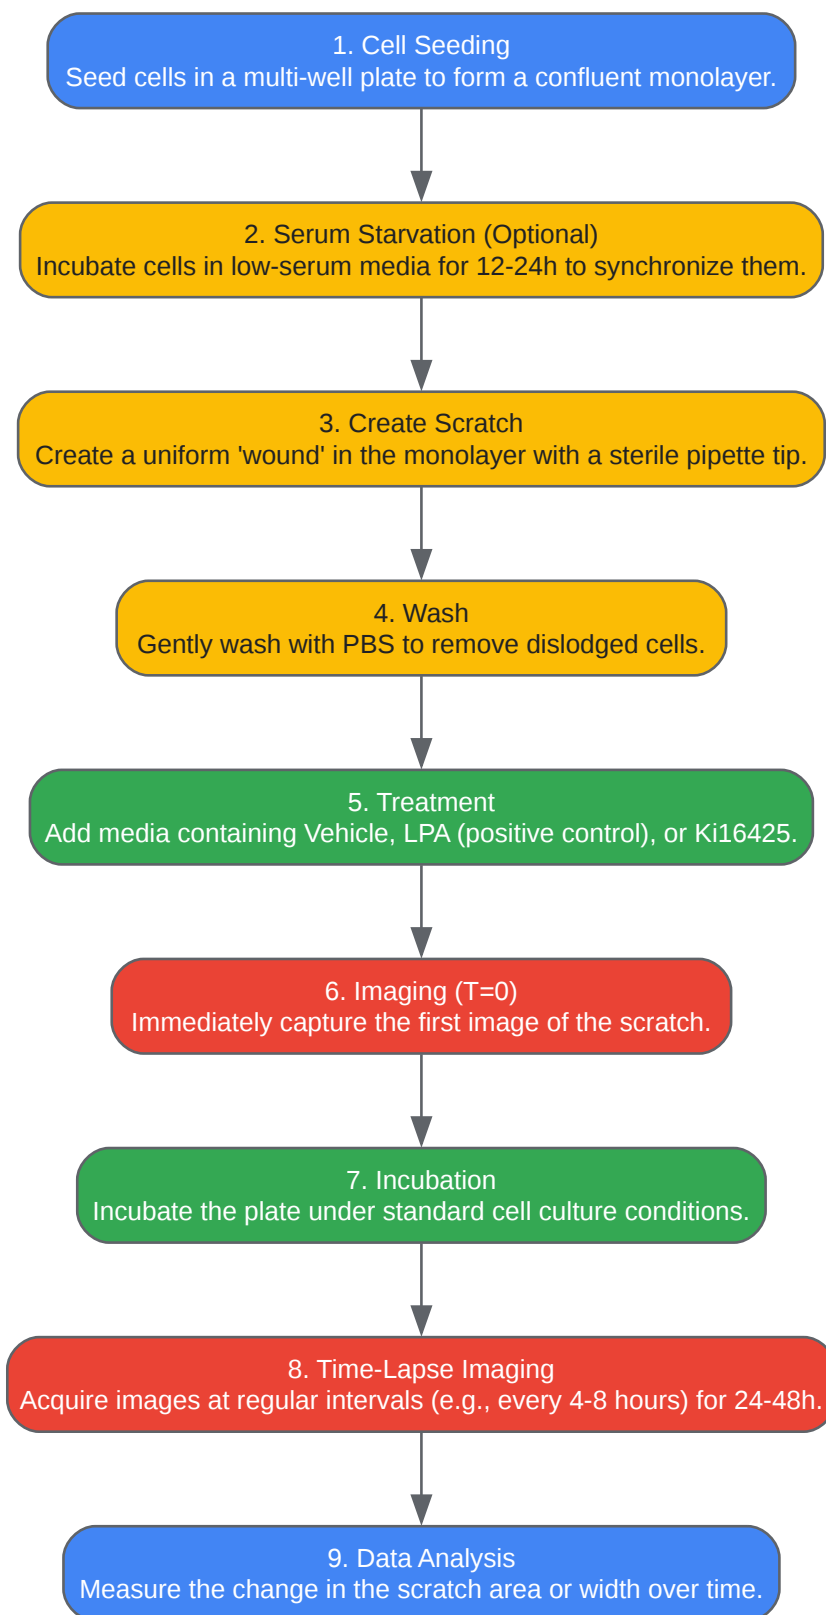 1. Cell Seeding
Seed cells in a multi-well plate to form a confluent monolayer.
2. Serum Starvation (Optional)
Incubate cells in low-serum media for 12-24h to synchronize them.
3. Create Scratch
Create a uniform 'wound' in the monolayer with a sterile pipette tip.
4. Wash
Gently wash with PBS to remove dislodged cells.
5. Treatment
Add media containing Vehicle, LPA (positive control), or Ki16425.
6. Imaging (T=0)
Immediately capture the first image of the scratch.
7. Incubation
Incubate the plate under standard cell culture conditions.
8. Time-Lapse Imaging
Acquire images at regular intervals (e.g., every 4-8 hours) for 24-48h.
9. Data Analysis
Measure the change in the scratch area or width over time.